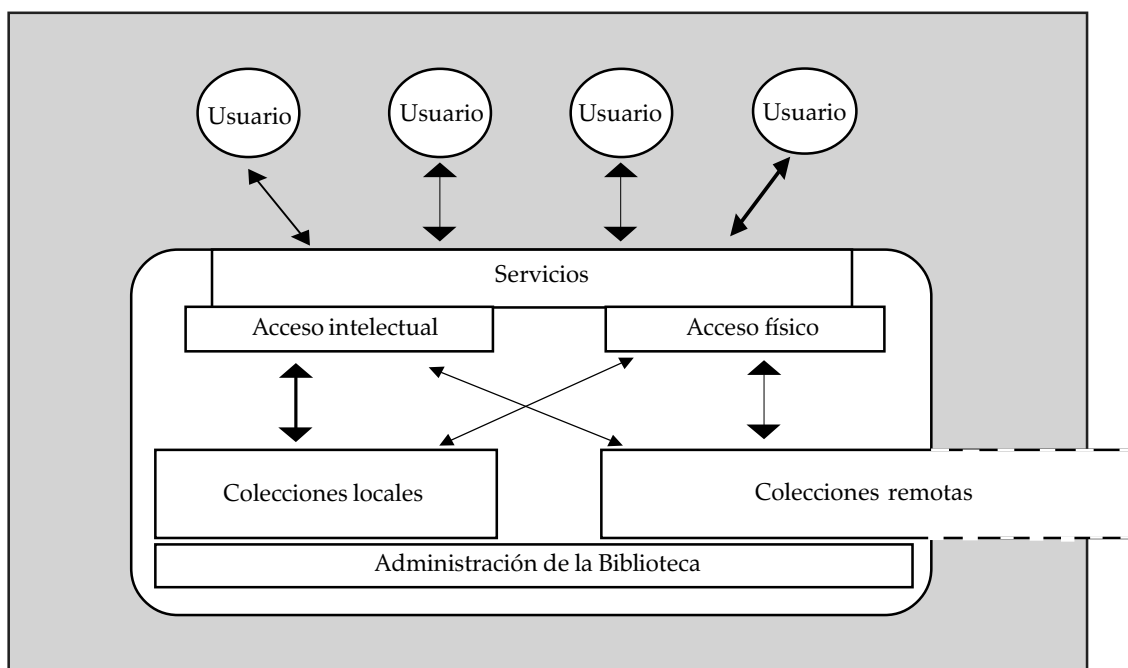 Usuario
Usuario
Usuario
Usuario
Servicios
Acceso intelectual
Acceso físico
Colecciones locales
Colecciones remotas
Administración de la Biblioteca